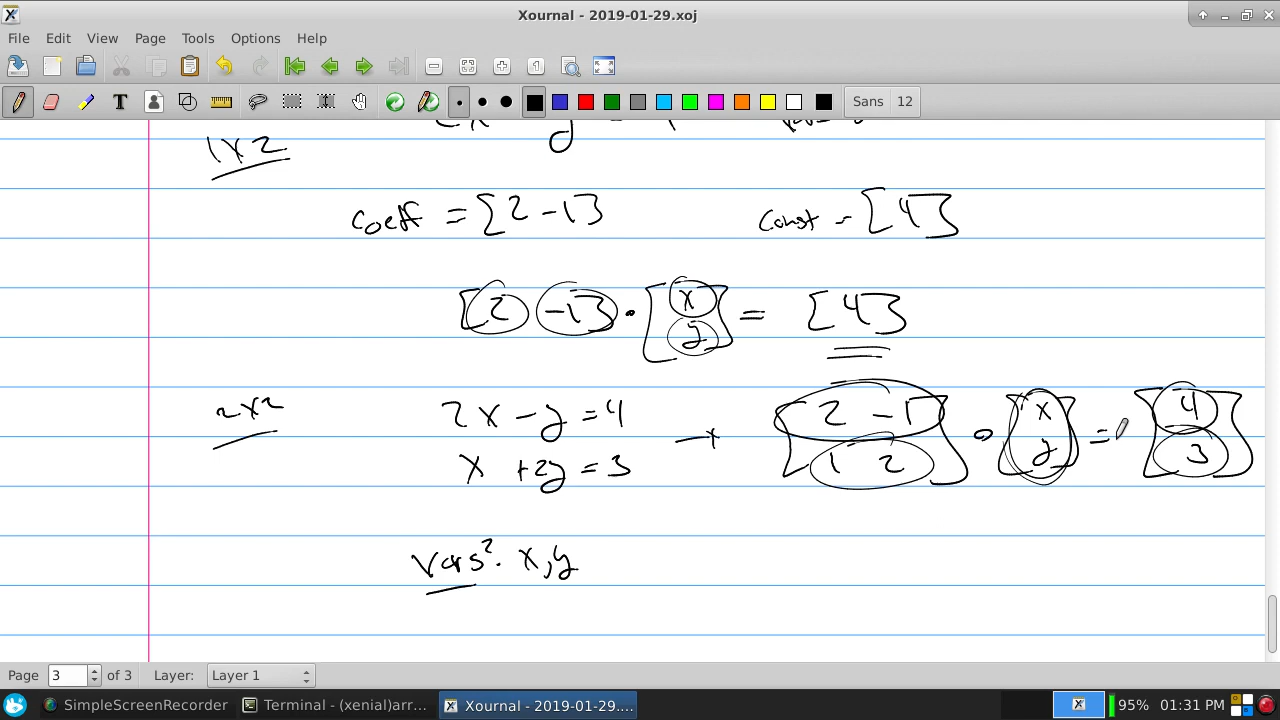 Xournal - 2019-01-29.xoj
File Edit View Page Tools Options Help
Sans 12
1x2
coeff = [2 -1] const = [4]
[2 -1] • [x y] = [4]
2x2 2x - y = 4 → [2 -1 • [x = [4
x + 2y = 3 1 2] y] 3]
Vars: x,y
Page 3 of 3 Layer: Layer 1
SimpleScreenRecorder Terminal - (xenial)arr... Xournal - 2019-01-29.... 95% 01:31 PM